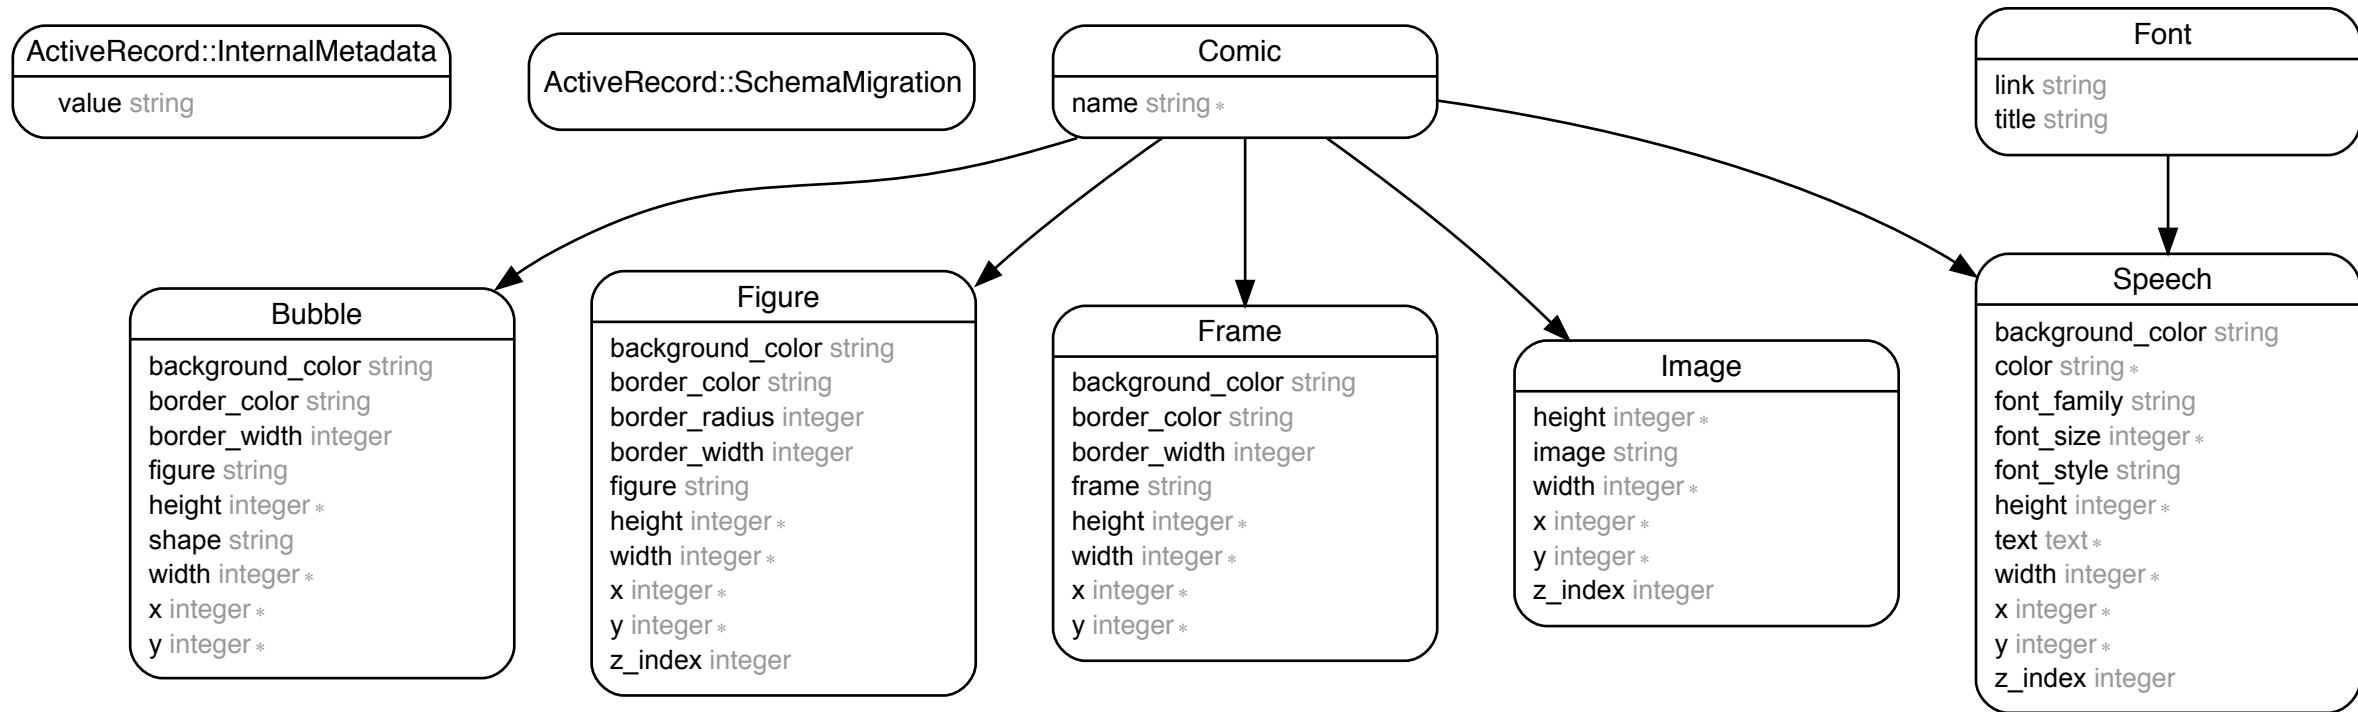 ActiveRecord::InternalMetadata
value string
ActiveRecord::SchemaMigration
Comic
name string *
Font
link string
title string
Bubble
background_color string
border_color string
border_width integer
figure string
height integer *
shape string
width integer *
x integer *
y integer *
Figure
background_color string
border_color string
border_radius integer
border_width integer
figure string
height integer *
width integer *
x integer *
y integer *
z_index integer
Frame
background_color string
border_color string
border_width integer
frame string
height integer *
width integer *
x integer *
y integer *
Image
height integer *
image string
width integer *
x integer *
y integer *
z_index integer
Speech
background_color string
color string *
font_family string
font_size integer *
font_style string
height integer *
text text *
width integer *
x integer *
y integer *
z_index integer